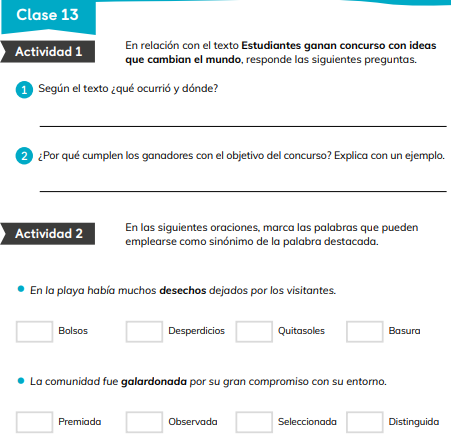 Clase 13
Actividad 1
En relación con el texto Estudiantes ganan concurso con ideas
que cambian el mundo, responde las siguientes preguntas.
1 Según el texto ¿qué ocurrió y dónde?
2 ¿Por qué cumplen los ganadores con el objetivo del concurso? Explica con un ejemplo.
Actividad 2
En las siguientes oraciones, marca las palabras que pueden
emplearse como sinónimo de la palabra destacada.
• En la playa había muchos desechos dejados por los visitantes.
Bolsos Desperdicios Quitasoles Basura
• La comunidad fue galardonada por su gran compromiso con su entorno.
Premiada Observada Seleccionada Distinguida